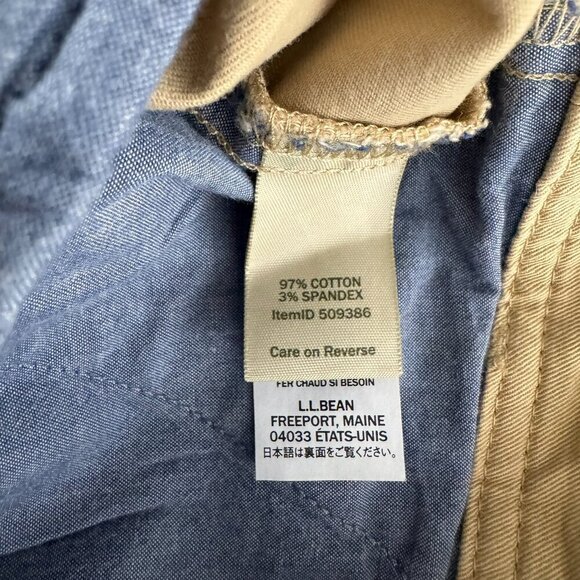 97% COTTON
3% SPANDEX
ItemID 509386
Care on Reverse
FER CHAUD SI BESOIN
L.L.BEAN
FREEPORT, MAINE
04033 ÉTATS-UNIS
日本語は裏面をご覧ください。